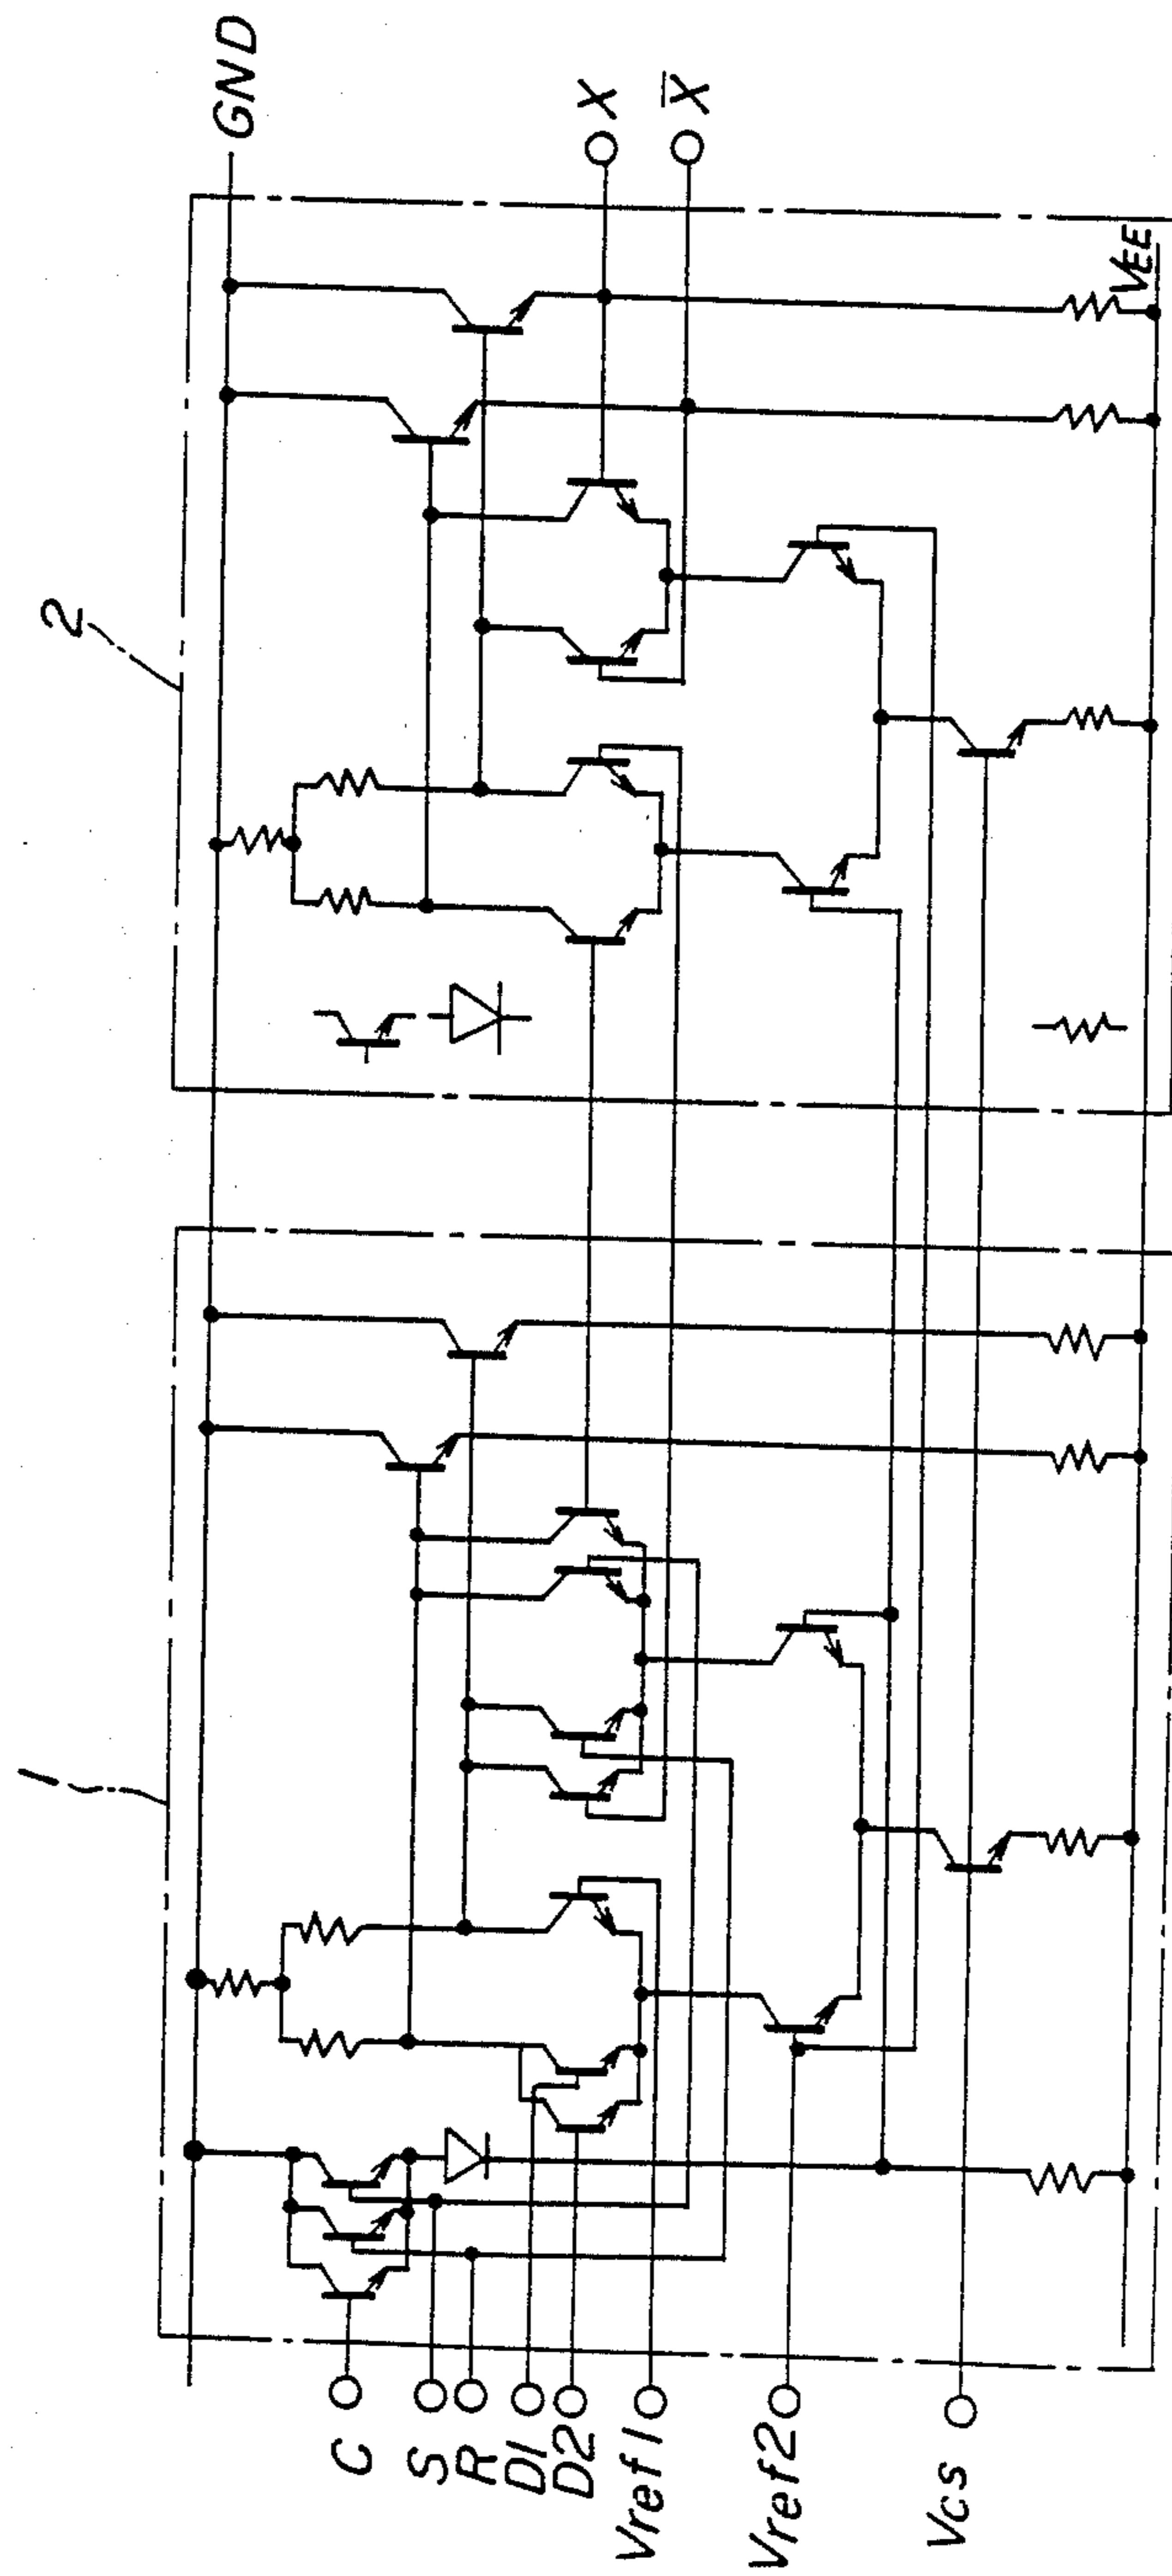 1
2
GND
X
X̅
VEE
C
S
R
D1
D2
Vref1
Vref2
Vcs